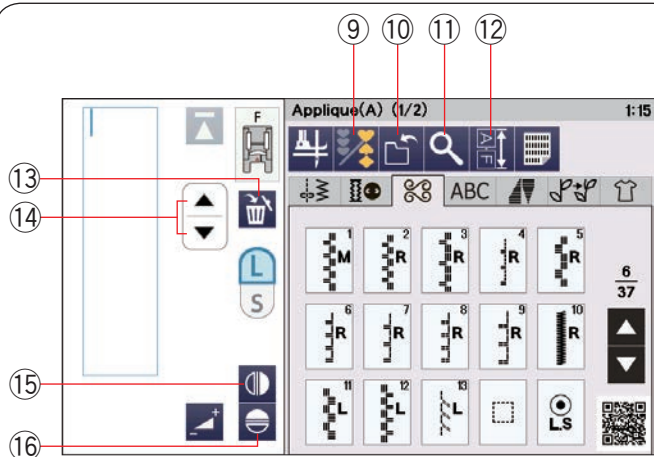 ⑨ ⑩ ⑪ ⑫
F
Applique(A) (1/2) 1:15
A F
⑬
⑭
ABC
L
S
1 M 2 R 3 R 4 R 5 R
6
37
6 R 7 R 8 R 9 R 10 R
⑮
11 L 12 L 13 L L.S
⑯